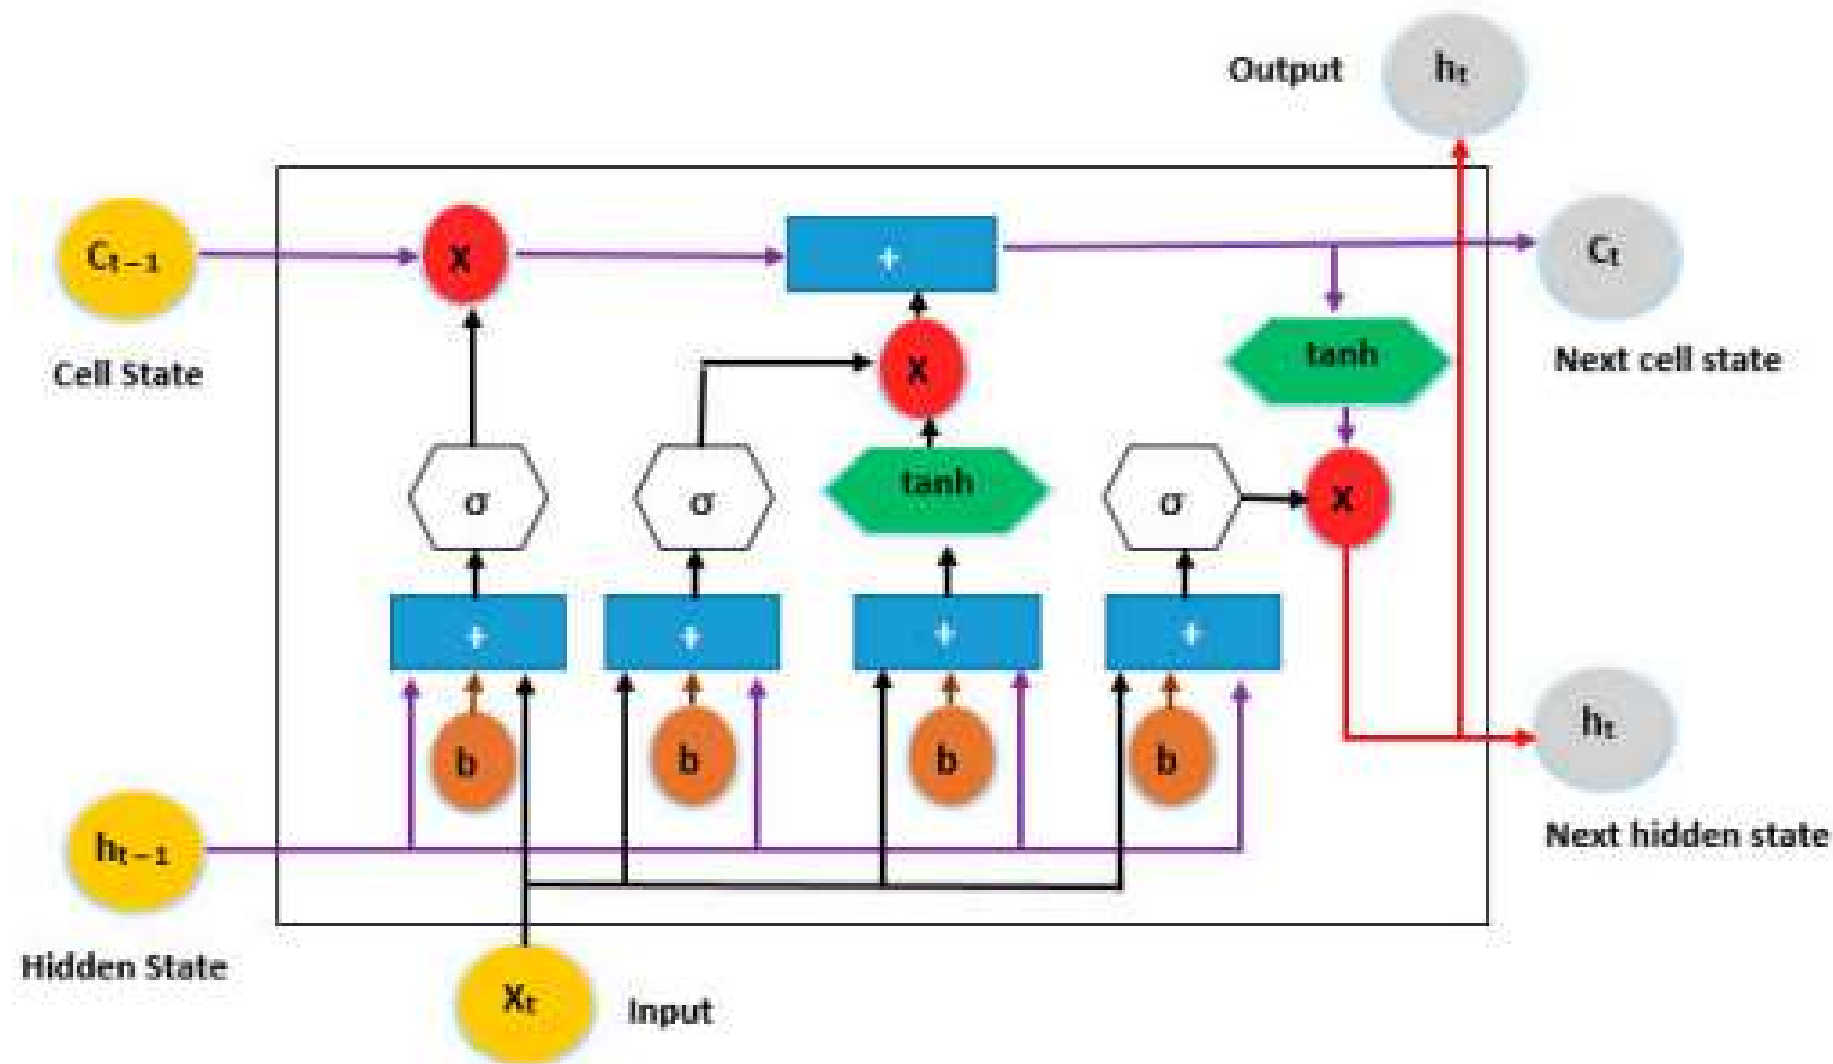 Output
hₜ
Cₜ₋₁
X
+
Cₜ
Cell State
X
tanh
Next cell state
σ
σ
tanh
σ
X
+
+
+
+
b
b
b
b
hₜ
hₜ₋₁
Next hidden state
Hidden State
Xₜ
Input